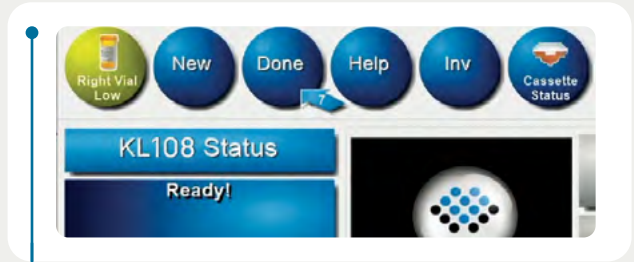 Right Vial
Low
New
Done
7
Help
Inv
Cassette
Status
KL108 Status
Ready!